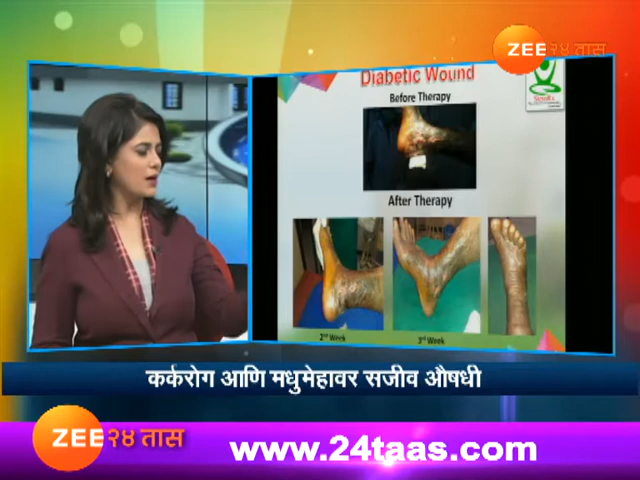 ZEE २४ तास
Diabetic Wound
Before Therapy
After Therapy
2nd Week
3rd Week
कर्करोग आणि मधुमेहावर सजीव औषधी
ZEE २४ तास
www.24taas.com